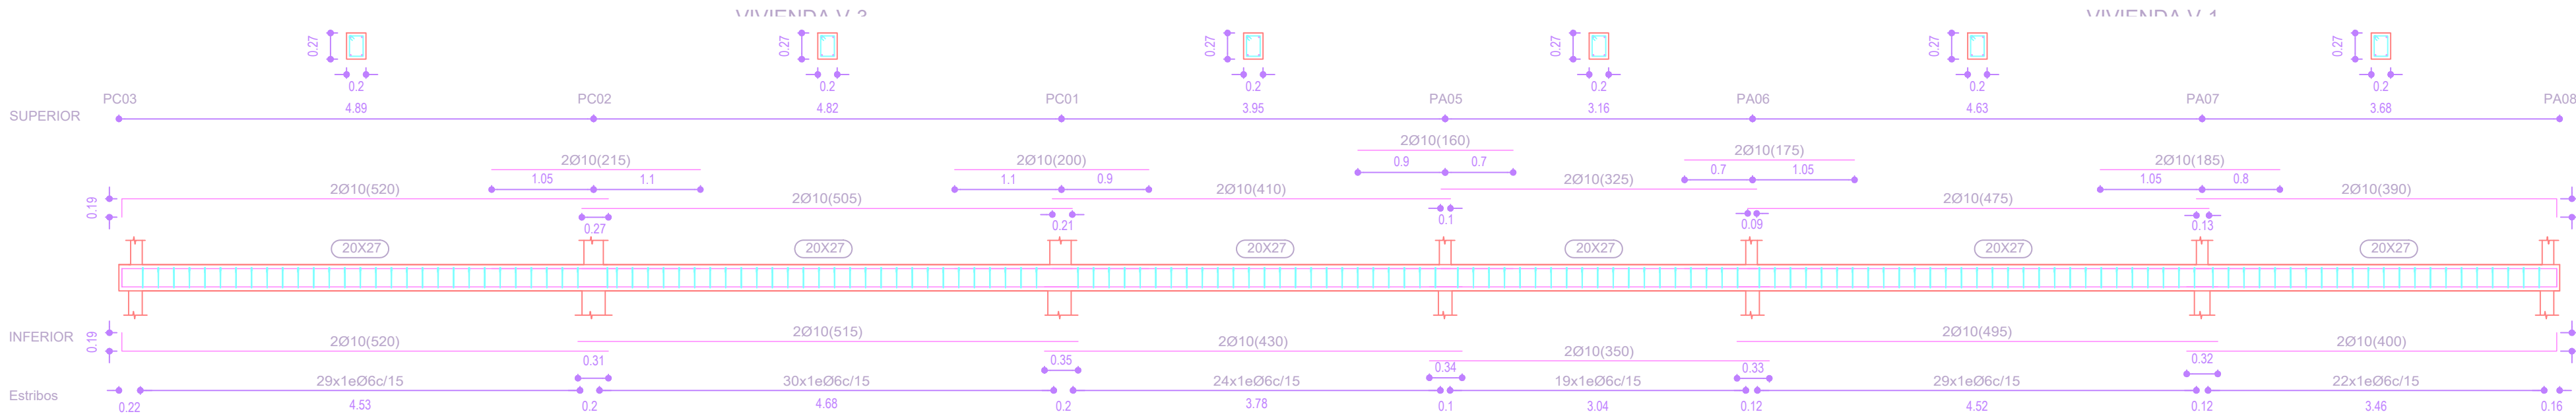 VIVIENDA V-3 VIVIENDA V-1
0.27 0.27 0.27 0.27 0.27 0.27
0.2 0.2 0.2 0.2 0.2 0.2
PC03 PC02 PC01 PA05 PA06 PA07 PA08
SUPERIOR 4.89 4.82 3.95 3.16 4.63 3.68
2Ø10(160)
2Ø10(215) 2Ø10(200) 0.9 0.7 2Ø10(175) 2Ø10(185)
1.05 1.1 1.1 0.9 0.7 1.05 1.05 0.8
2Ø10(520) 2Ø10(505) 2Ø10(410) 2Ø10(325) 2Ø10(475) 2Ø10(390)
0.19 0.27 0.21 0.1 0.09 0.13
20X27 20X27 20X27 20X27 20X27 20X27
INFERIOR 0.19 2Ø10(520) 2Ø10(515) 2Ø10(430) 2Ø10(350) 2Ø10(495) 2Ø10(400)
0.31 0.35 0.34 0.33 0.32
Estribos 29x1eØ6c/15 30x1eØ6c/15 24x1eØ6c/15 19x1eØ6c/15 29x1eØ6c/15 22x1eØ6c/15
0.22 4.53 0.2 4.68 0.2 3.78 0.1 3.04 0.12 4.52 0.12 3.46 0.16